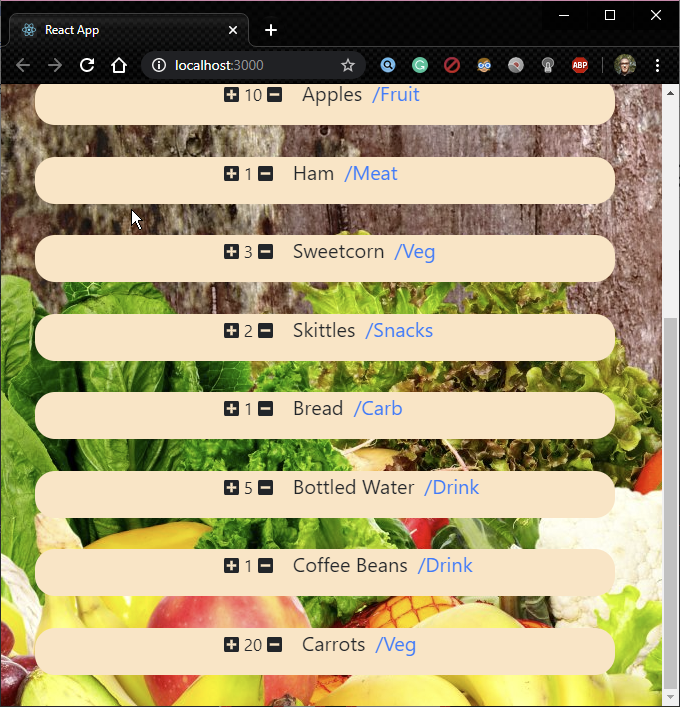 React App
localhost:3000
ABP
10 Apples /Fruit
1 Ham /Meat
3 Sweetcorn /Veg
2 Skittles /Snacks
1 Bread /Carb
5 Bottled Water /Drink
1 Coffee Beans /Drink
20 Carrots /Veg